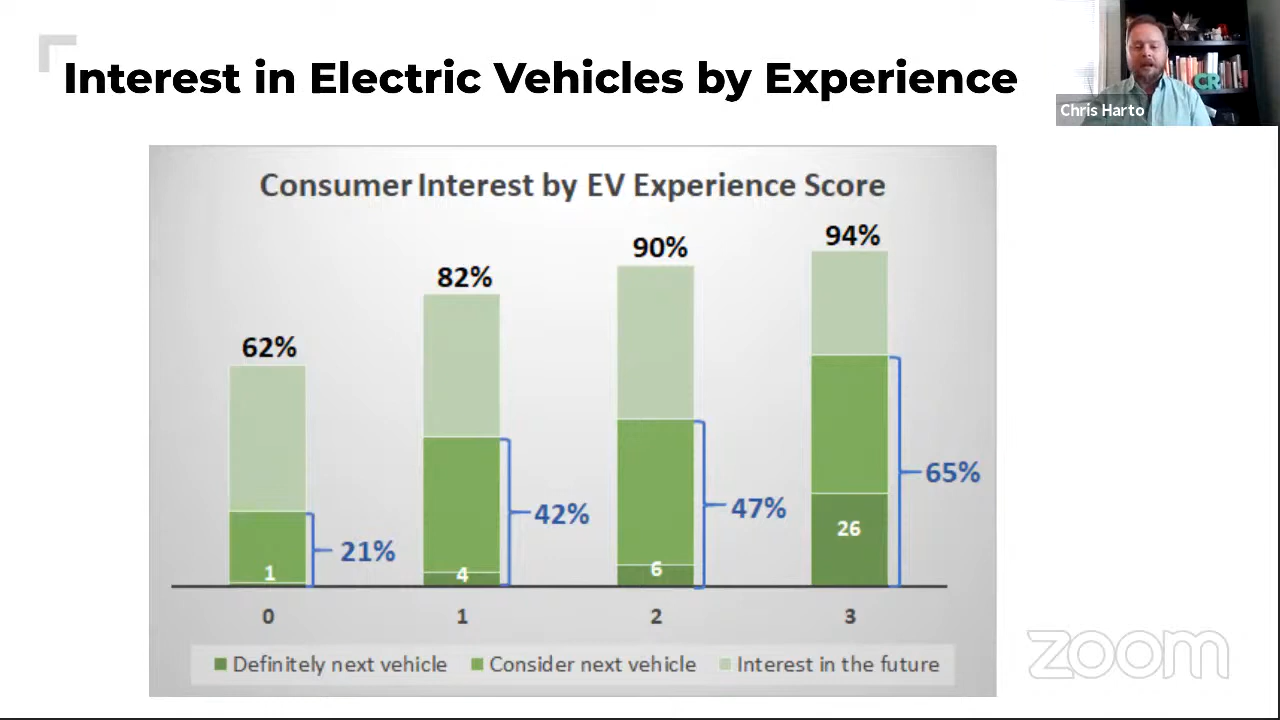 Interest in Electric Vehicles by Experience
CR
Chris Harto
Consumer Interest by EV Experience Score
94%
90%
82%
62%
65%
47%
42%
26
21%
1
4
6
0 1 2 3
Definitely next vehicle Consider next vehicle Interest in the future
zoom